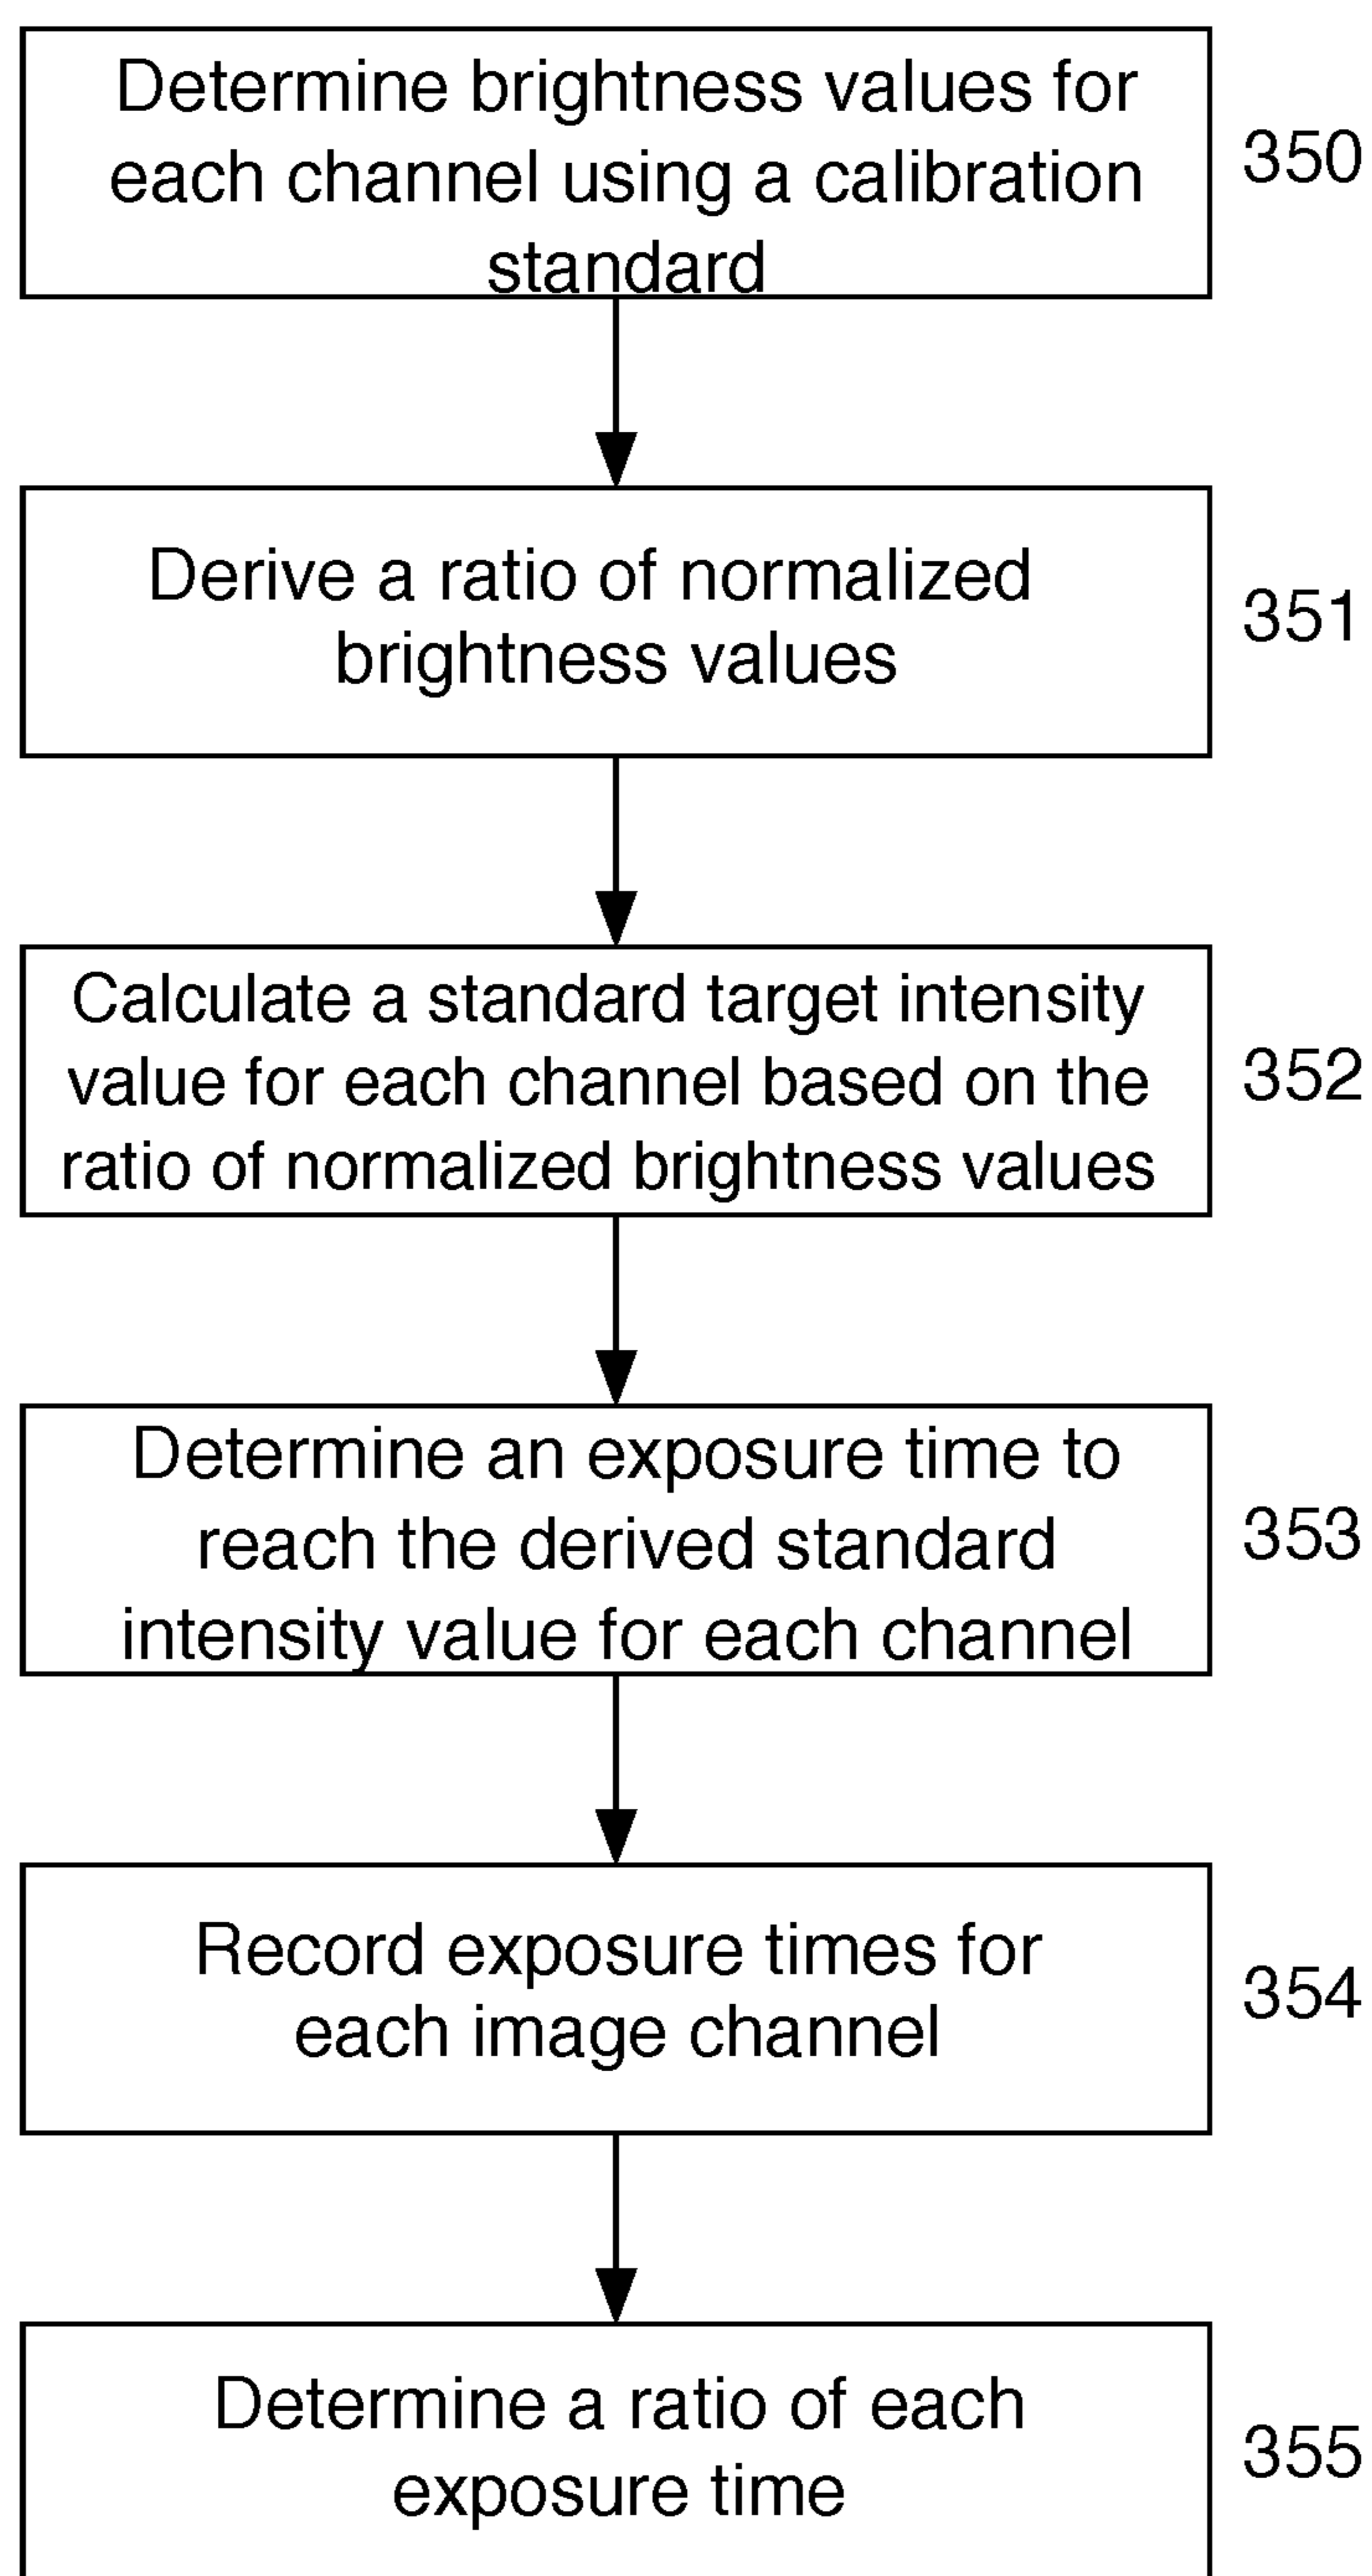 Determine brightness values for
each channel using a calibration
standard
350
Derive a ratio of normalized
brightness values
351
Calculate a standard target intensity
value for each channel based on the
ratio of normalized brightness values
352
Determine an exposure time to
reach the derived standard
intensity value for each channel
353
Record exposure times for
each image channel
354
Determine a ratio of each
exposure time
355